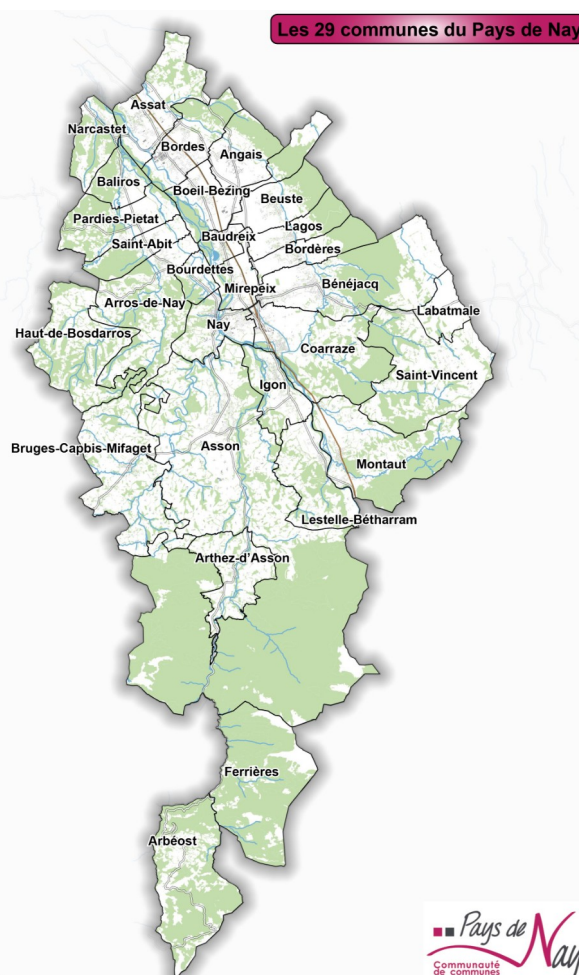 Les 29 communes du Pays de Nay
Assat
Narcastet
Bordes
Angais
Baliros
Boeil-Bezing
Beuste
Pardies-Pietat
Lagos
Saint-Abit
Baudreix
Bordères
Bourdettes
Mirepeix
Bénéjacq
Arros-de-Nay
Labatmale
Nay
Haut-de-Bosdarros
Coarraze
Saint-Vincent
Igon
Asson
Bruges-Capbis-Mifaget
Montaut
Lestelle-Bétharram
Arthez-d'Asson
Ferrières
Arbéost
Pays de Nay
Communauté
de communes